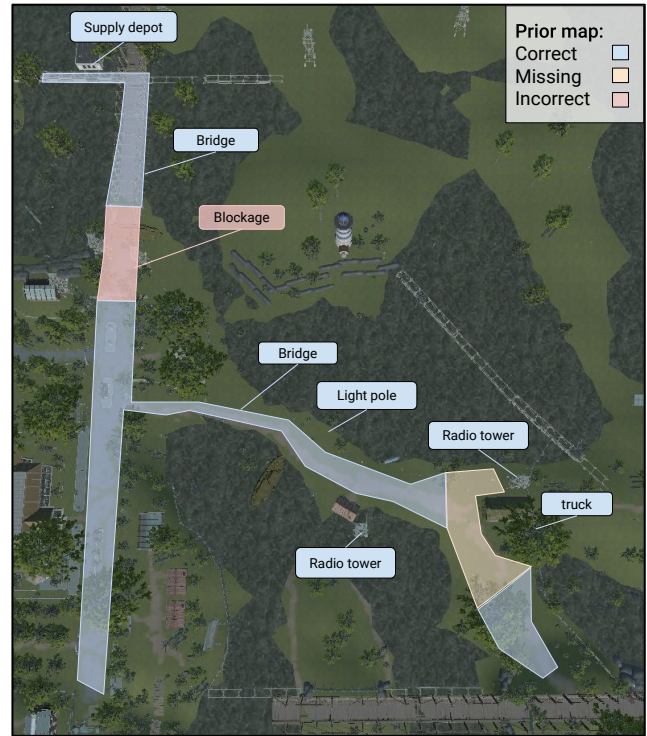 Supply depot
Prior map:
Correct
Missing
Incorrect
Bridge
Blockage
Bridge
Light pole
Radio tower
truck
Radio tower